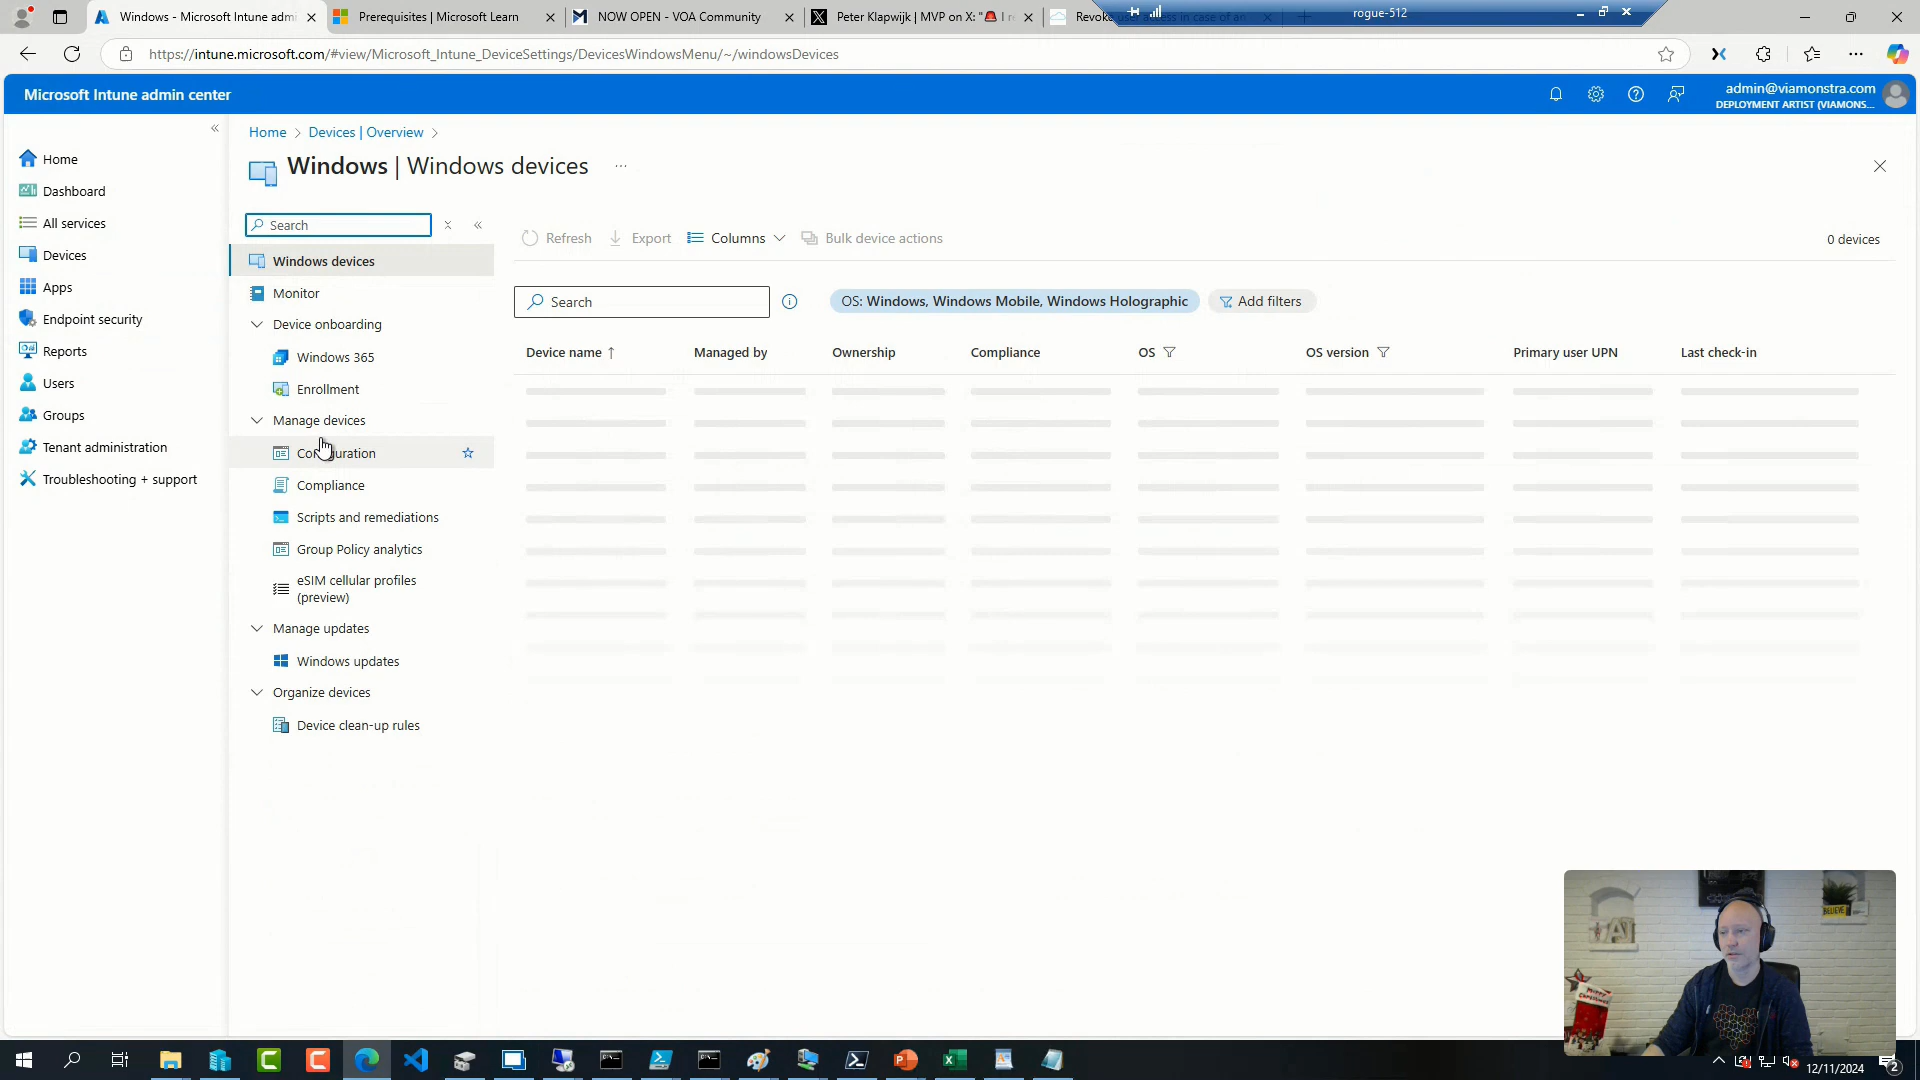 Windows - Microsoft Intune admi
Prerequisites | Microsoft Learn
NOW OPEN - VOA Community
Peter Klapwijk | MVP on X: "
rogue-512
https://intune.microsoft.com/#view/Microsoft_Intune_DeviceSettings/DevicesWindowsMenu/~/windowsDevices
Microsoft Intune admin center
admin@viamonstra.com
DEPLOYMENT ARTIST (VIAMONS...
Home
Dashboard
All services
Devices
Apps
Endpoint security
Reports
Users
Groups
Tenant administration
Troubleshooting + support
Home > Devices | Overview >
Windows | Windows devices
Search
Windows devices
Monitor
Device onboarding
Windows 365
Enrollment
Manage devices
Configuration
Compliance
Scripts and remediations
Group Policy analytics
eSIM cellular profiles
(preview)
Manage updates
Windows updates
Organize devices
Device clean-up rules
Refresh Export Columns Bulk device actions
0 devices
Search
OS: Windows, Windows Mobile, Windows Holographic
Add filters
Device name ↑ Managed by Ownership Compliance OS OS version Primary user UPN Last check-in
BELIEVE
12/11/2024
2